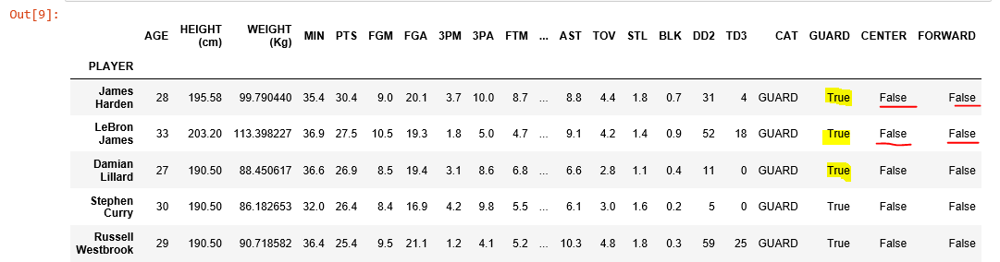 Out[9]:
AGE HEIGHT (cm) WEIGHT (Kg) MIN PTS FGM FGA 3PM 3PA FTM ... AST TOV STL BLK DD2 TD3 CAT GUARD CENTER FORWARD
PLAYER
James Harden 28 195.58 99.790440 35.4 30.4 9.0 20.1 3.7 10.0 8.7 ... 8.8 4.4 1.8 0.7 31 4 GUARD True False False
LeBron James 33 203.20 113.398227 36.9 27.5 10.5 19.3 1.8 5.0 4.7 ... 9.1 4.2 1.4 0.9 52 18 GUARD True False False
Damian Lillard 27 190.50 88.450617 36.6 26.9 8.5 19.4 3.1 8.6 6.8 ... 6.6 2.8 1.1 0.4 11 0 GUARD True False False
Stephen Curry 30 190.50 86.182653 32.0 26.4 8.4 16.9 4.2 9.8 5.5 ... 6.1 3.0 1.6 0.2 5 0 GUARD True False False
Russell Westbrook 29 190.50 90.718582 36.4 25.4 9.5 21.1 1.2 4.1 5.2 ... 10.3 4.8 1.8 0.3 59 25 GUARD True False False